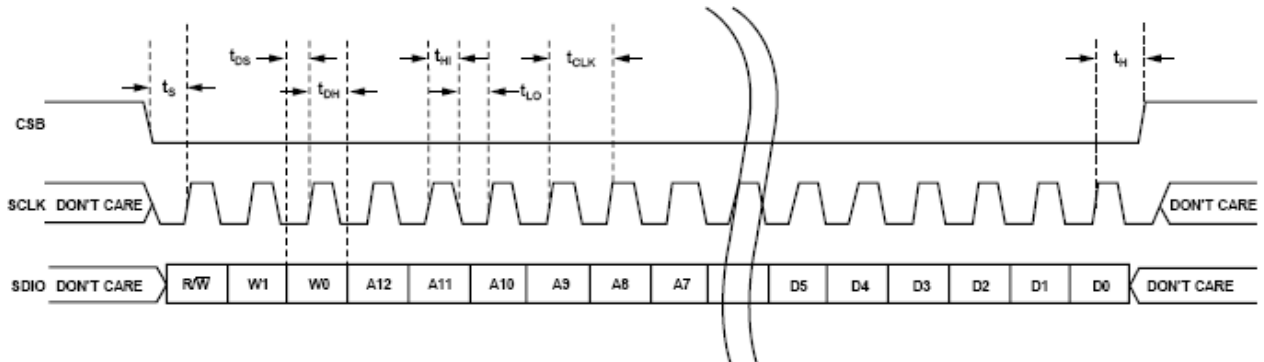 tDS tHI tCLK tH
tS tDH tLO
CSB
SCLK DON'T CARE DON'T CARE
SDIO DON'T CARE R/W̅ W1 W0 A12 A11 A10 A9 A8 A7 D5 D4 D3 D2 D1 D0 DON'T CARE